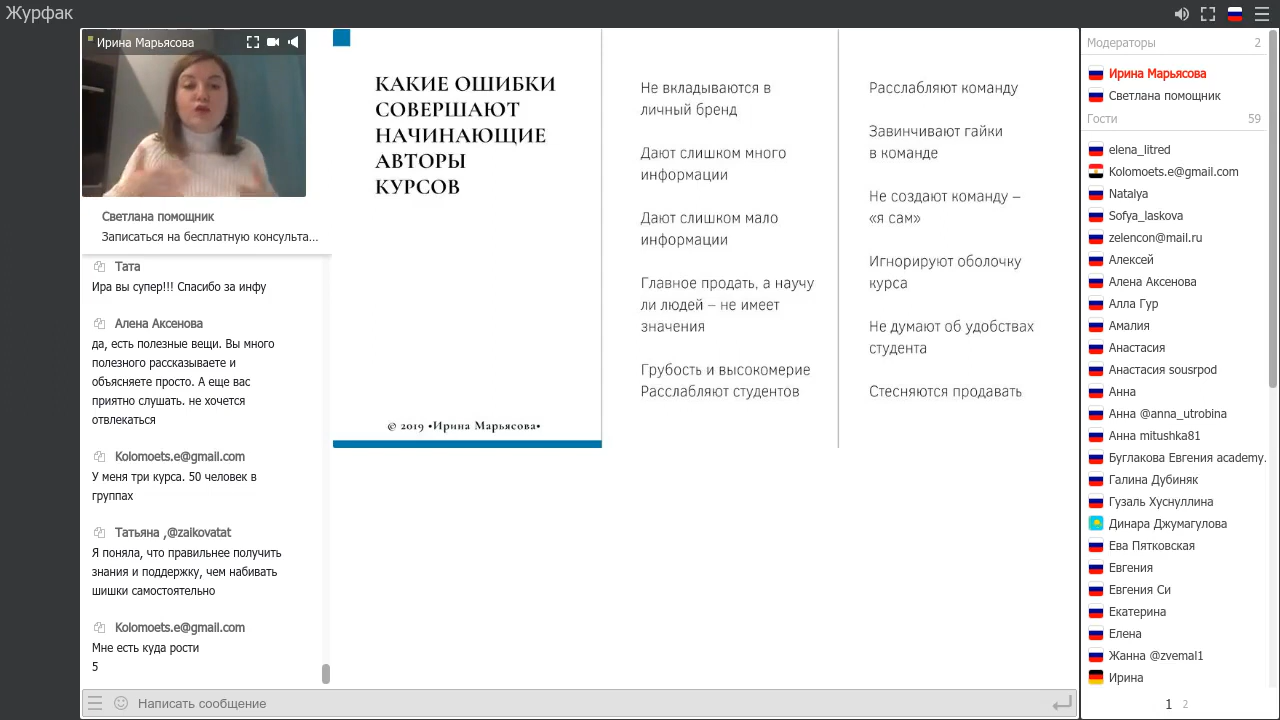 Журфак
Ирина Марьясова
Светлана помощник
Записаться на бесплатную консульта...
Тата
Ира вы супер!!! Спасибо за инфу
Алена Аксенова
да, есть полезные вещи. Вы много
полезного рассказываете и
объясняете просто. А еще вас
приятно слушать. не хочется
отвлекаться
Kolomoets.e@gmail.com
У меня три курса. 50 человек в
группах
Татьяна ,@zaikovatat
Я поняла, что правильнее получить
знания и поддержку, чем набивать
шишки самостоятельно
Kolomoets.e@gmail.com
Мне есть куда рости
5
Написать сообщение
КАКИЕ ОШИБКИ
СОВЕРШАЮТ
НАЧИНАЮЩИЕ
АВТОРЫ
КУРСОВ
© 2019 •Ирина Марьясова•
Не вкладываются в
личный бренд
Дают слишком много
информации
Дают слишком мало
информации
Главное продать, а научу
ли людей – не имеет
значения
Грубость и высокомерие
Расслабляют студентов
Расслабляют команду
Завинчивают гайки
в команде
Не создают команду –
«я сам»
Игнорируют оболочку
курса
Не думают об удобствах
студента
Стесняются продавать
Модераторы 2
Ирина Марьясова
Светлана помощник
Гости 59
elena_litred
Kolomoets.e@gmail.com
Natalya
Sofya_laskova
zelencon@mail.ru
Алексей
Алена Аксенова
Алла Гур
Амалия
Анастасия
Анастасия sousrpod
Анна
Анна @anna_utrobina
Анна mitushka81
Буглакова Евгения academy.
Галина Дубиняк
Гузаль Хуснуллина
Динара Джумагулова
Ева Пятковская
Евгения
Евгения Си
Екатерина
Елена
Жанна @zvemal1
Ирина
1 2